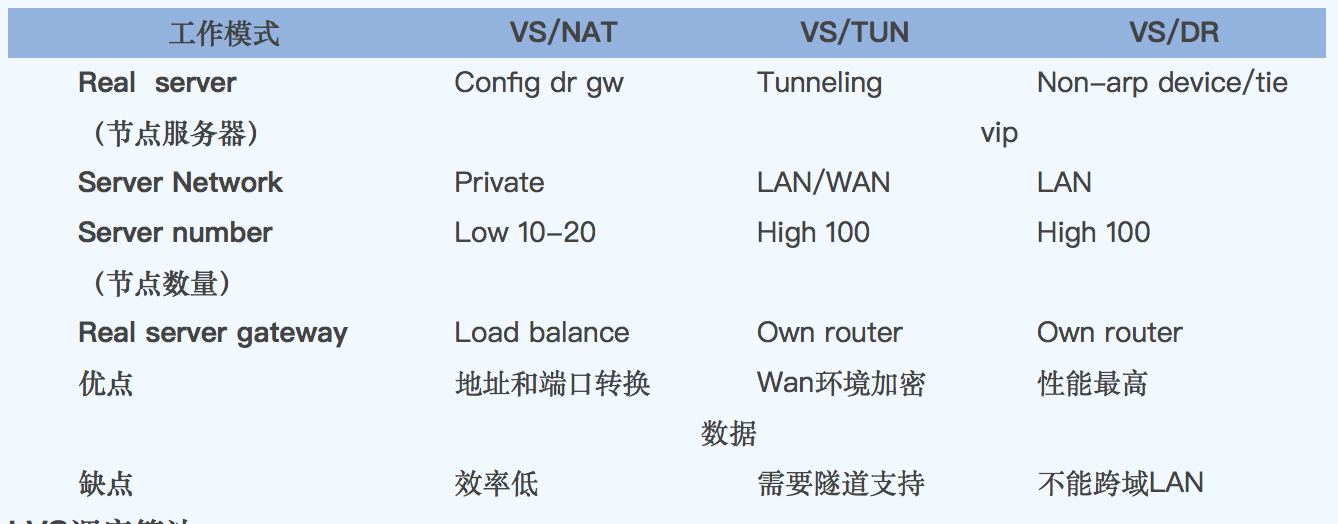 工作模式 VS/NAT VS/TUN VS/DR
Real server Config dr gw Tunneling Non-arp device/tie
（节点服务器） vip
Server Network Private LAN/WAN LAN
Server number Low 10-20 High 100 High 100
（节点数量）
Real server gateway Load balance Own router Own router
优点 地址和端口转换 Wan环境加密 性能最高
数据
缺点 效率低 需要隧道支持 不能跨域LAN